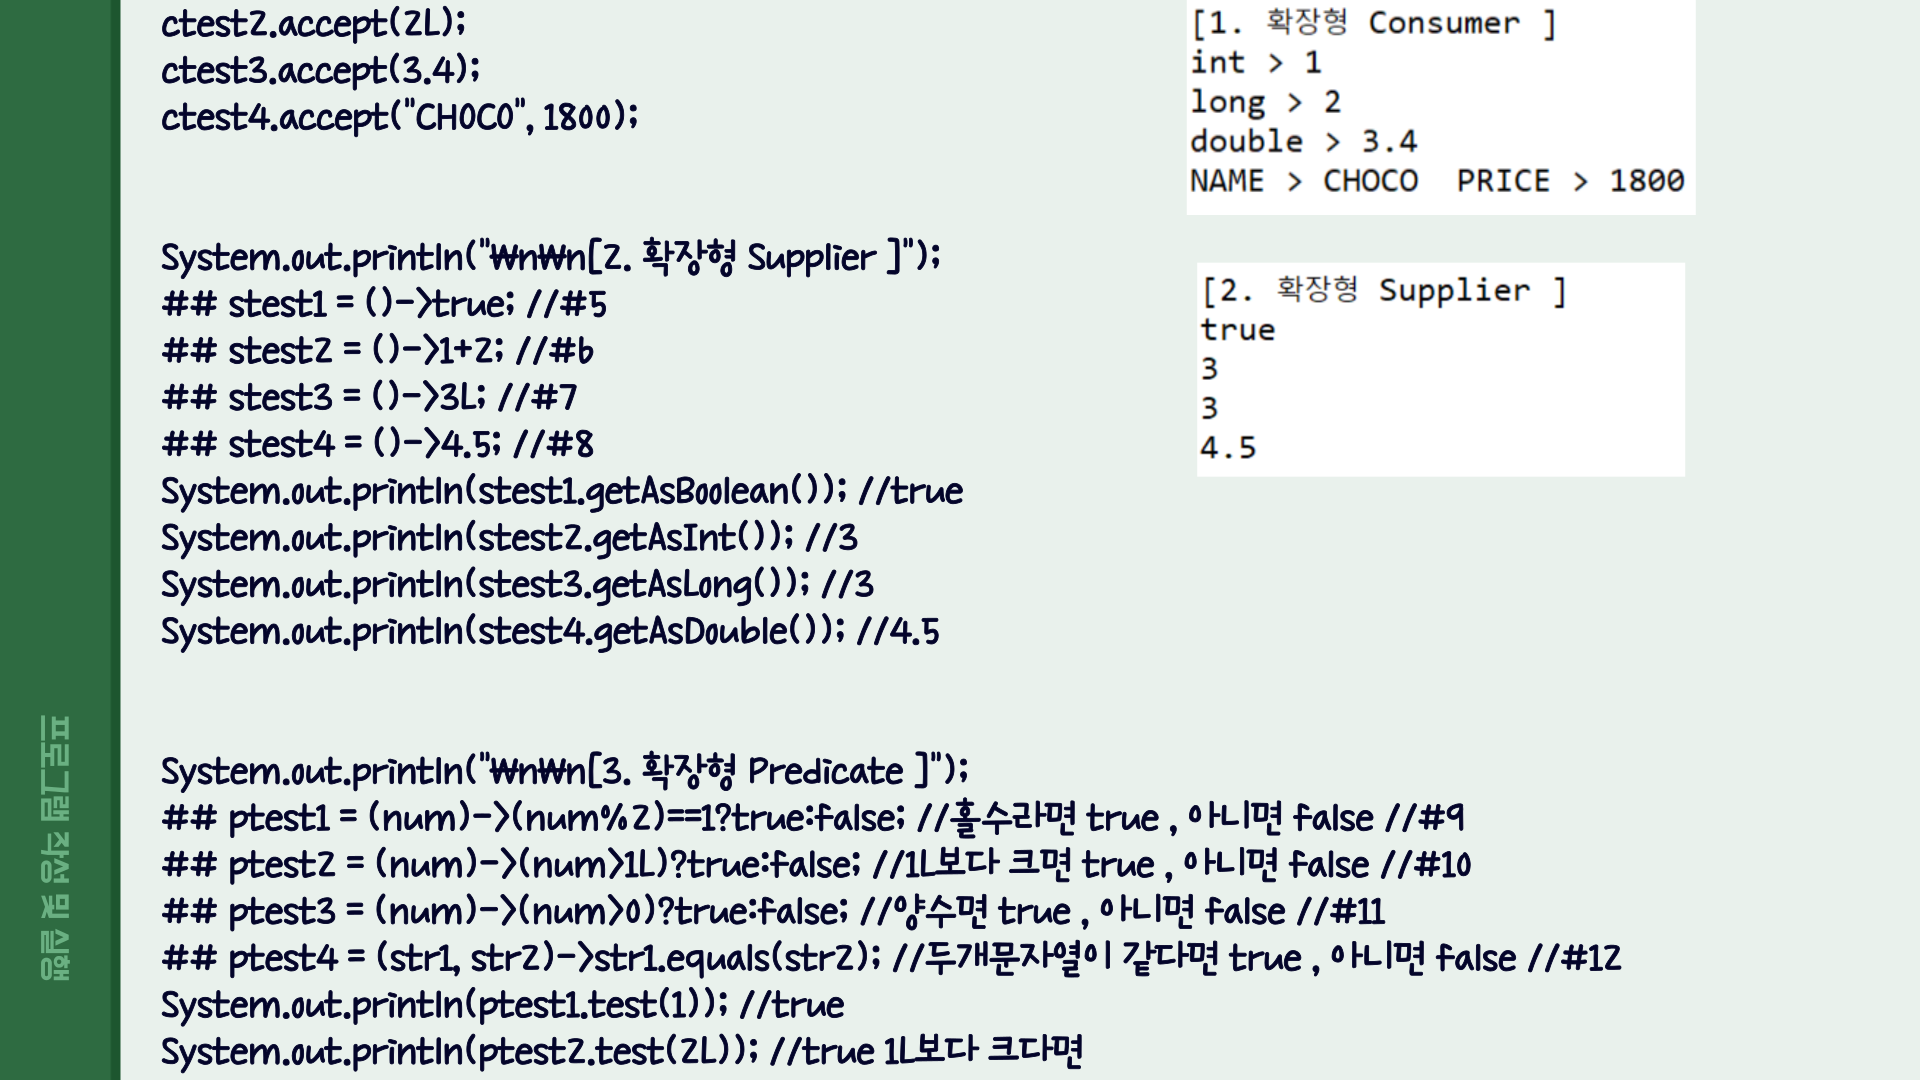 ctest2.accept(2L);
ctest3.accept(3.4);
ctest4.accept("CHOCO", 1800);
System.out.println("₩n₩n[2. 확장형 Supplier ]");
## stest1 = ()->true; //#5
## stest2 = ()->1+2; //#6
## stest3 = ()->3L; //#7
## stest4 = ()->4.5; //#8
System.out.println(stest1.getAsBoolean()); //true
System.out.println(stest2.getAsInt()); //3
System.out.println(stest3.getAsLong()); //3
System.out.println(stest4.getAsDouble()); //4.5
System.out.println("₩n₩n[3. 확장형 Predicate ]");
## ptest1 = (num)->(num%2)==1?true:false; //홀수라면 true , 아니면 false //#9
## ptest2 = (num)->(num>1L)?true:false; //1L보다 크면 true , 아니면 false //#10
## ptest3 = (num)->(num>0)?true:false; //양수면 true , 아니면 false //#11
## ptest4 = (str1, str2)->str1.equals(str2); //두개문자열이 같다면 true , 아니면 false //#12
System.out.println(ptest1.test(1)); //true
System.out.println(ptest2.test(2L)); //true 1L보다 크다면
[1. 확장형 Consumer ]
int > 1
long > 2
double > 3.4
NAME > CHOCO  PRICE > 1800
[2. 확장형 Supplier ]
true
3
3
4.5
프로그램 작성 및 실행